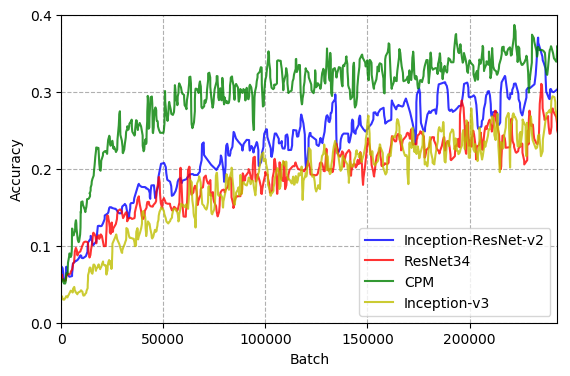 0.4
0.3
0.2
0.1
0.0
Accuracy
0
50000
100000
150000
200000
Batch
Inception-ResNet-v2
ResNet34
CPM
Inception-v3